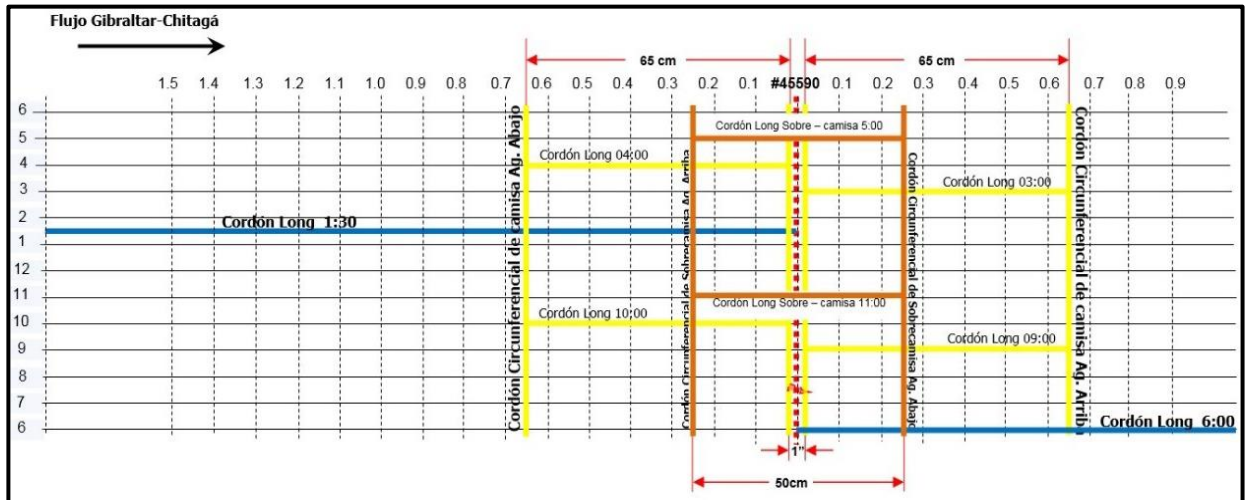 Flujo Gibraltar-Chitagá
65 cm
65 cm
1.5 1.4 1.3 1.2 1.1 1.0 0.9 0.8 0.7 0.6 0.5 0.4 0.3 0.2 0.1 #45590 0.1 0.2 0.3 0.4 0.5 0.6 0.7 0.8 0.9
6
5
4
3
2
1
12
11
10
9
8
7
6
Cordón Long Sobre – camisa 5:00
Cordón Long 04:00
Cordón Long 03:00
Cordón Long 1:30
Cordón Long Sobre – camisa 11:00
Cordón Long 10:00
Cordón Long 09:00
Cordón Long 6:00
Cordón Circunferencial de camisa Ag. Abajo
Cordón Circunferencial de Sobrecamisa Ag. Arriba
Cordón Circunferencial de sobrecamisa Ag. Abajo
Cordón Circunferencial de camisa Ag. Arriba
1"
50cm